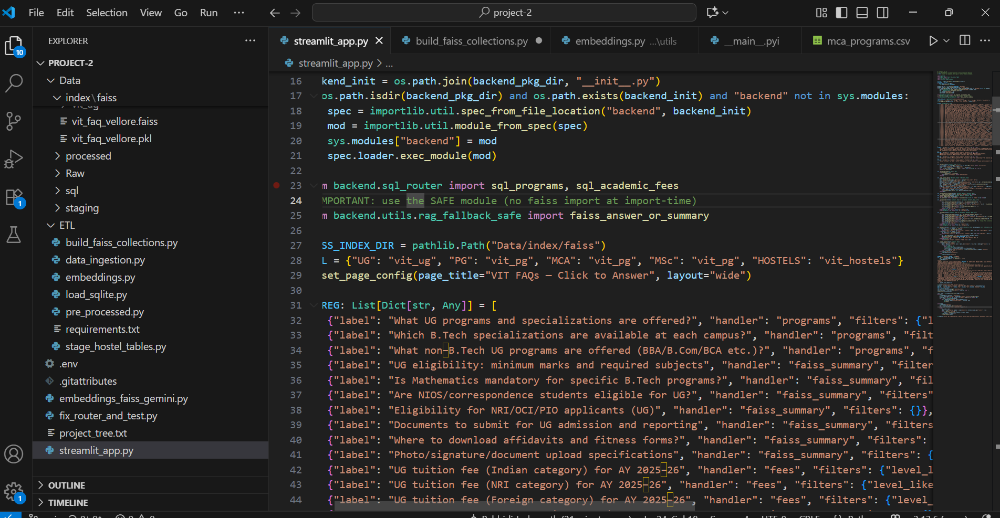 File Edit Selection View Go Run ...
project-2
EXPLORER
10
PROJECT-2
Data
index\faiss
vit_ug
vit_faq_vellore.faiss
vit_faq_vellore.pkl
processed
Raw
sql
staging
ETL
build_faiss_collections.py
data_ingestion.py
embeddings.py
load_sqlite.py
pre_processed.py
requirements.txt
stage_hostel_tables.py
.env
.gitattributes
embeddings_faiss_gemini.py
fix_router_and_test.py
project_tree.txt
streamlit_app.py
OUTLINE
TIMELINE
1
1
streamlit_app.py build_faiss_collections.py embeddings.py ...\utils __main__.pyi mca_programs.csv
streamlit_app.py > ...
16 kend_init = os.path.join(backend_pkg_dir, "__init__.py")
17 os.path.isdir(backend_pkg_dir) and os.path.exists(backend_init) and "backend" not in sys.modules:
18 spec = importlib.util.spec_from_file_location("backend", backend_init)
19 mod = importlib.util.module_from_spec(spec)
20 sys.modules["backend"] = mod
21 spec.loader.exec_module(mod)
22
23 m backend.sql_router import sql_programs, sql_academic_fees
24 MPORTANT: use the SAFE module (no faiss import at import-time)
25 m backend.utils.rag_fallback_safe import faiss_answer_or_summary
26
27 SS_INDEX_DIR = pathlib.Path("Data/index/faiss")
28 L = {"UG": "vit_ug", "PG": "vit_pg", "MCA": "vit_pg", "MSc": "vit_pg", "HOSTELS": "vit_hostels"}
29 set_page_config(page_title="VIT FAQs — Click to Answer", layout="wide")
30
31 REG: List[Dict[str, Any]] = [
32 {"label": "What UG programs and specializations are offered?", "handler": "programs", "filters": {"l
33 {"label": "Which B.Tech specializations are available at each campus?", "handler": "programs", "filt
34 {"label": "What non‑B.Tech UG programs are offered (BBA/B.Com/BCA etc.)?", "handler": "programs", "f
35 {"label": "UG eligibility: minimum marks and required subjects", "handler": "faiss_summary", "filter
36 {"label": "Is Mathematics mandatory for specific B.Tech programs?", "handler": "faiss_summary", "fil
37 {"label": "Are NIOS/correspondence students eligible for UG?", "handler": "faiss_summary", "filters"
38 {"label": "Eligibility for NRI/OCI/PIO applicants (UG)", "handler": "faiss_summary", "filters": {}},
39 {"label": "Documents to submit for UG admission and reporting", "handler": "faiss_summary", "filters
40 {"label": "Where to download affidavits and fitness forms?", "handler": "faiss_summary", "filters":
41 {"label": "Photo/signature/document upload specifications", "handler": "faiss_summary", "filters": {
42 {"label": "UG tuition fee (Indian category) for AY 2025–26", "handler": "fees", "filters": {"level_l
43 {"label": "UG tuition fee (NRI category) for AY 2025–26", "handler": "fees", "filters": {"level_like
44 {"label": "UG tuition fee (Foreign category) for AY 2025–26", "handler": "fees", "filters": {"level_